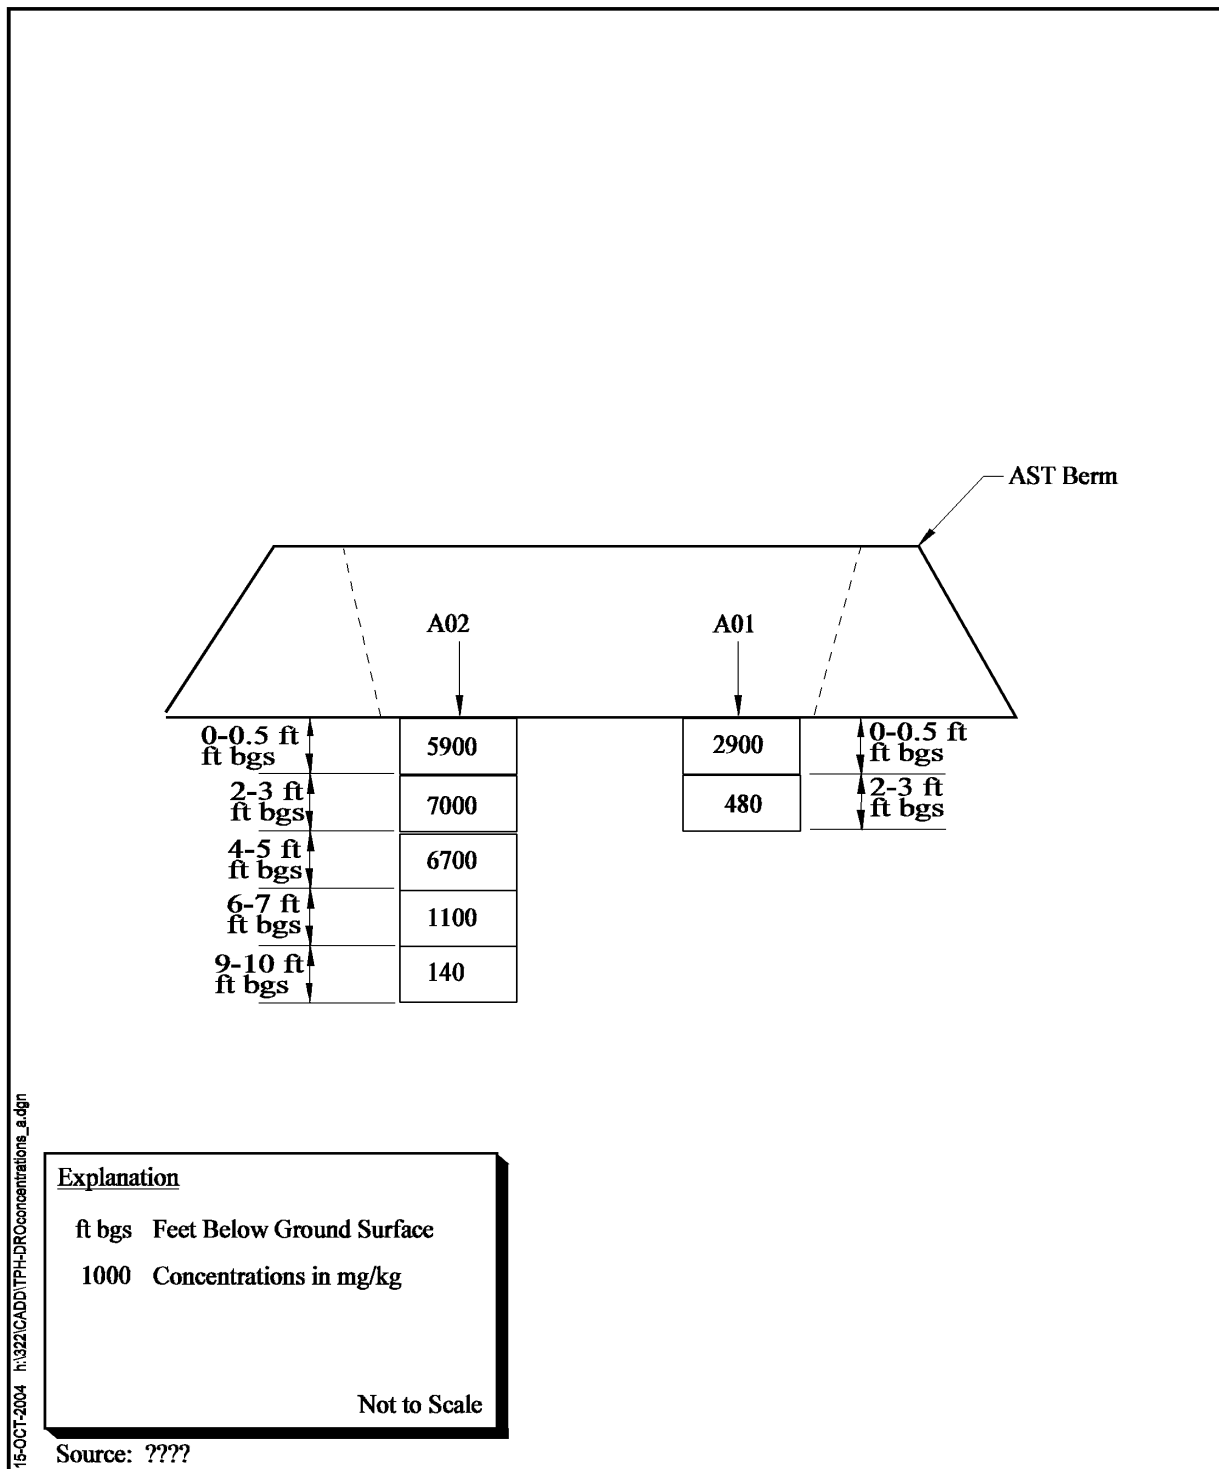 AST Berm
A02
A01
0-0.5 ft
ft bgs
5900
2900
0-0.5 ft
ft bgs
2-3 ft
ft bgs
7000
480
2-3 ft
ft bgs
4-5 ft
ft bgs
6700
6-7 ft
ft bgs
1100
9-10 ft
ft bgs
140
15-OCT-2004 h:\322\CADD\TPH-DROconcentrations_a.dgn
Explanation
ft bgs Feet Below Ground Surface
1000 Concentrations in mg/kg
Not to Scale
Source: ????